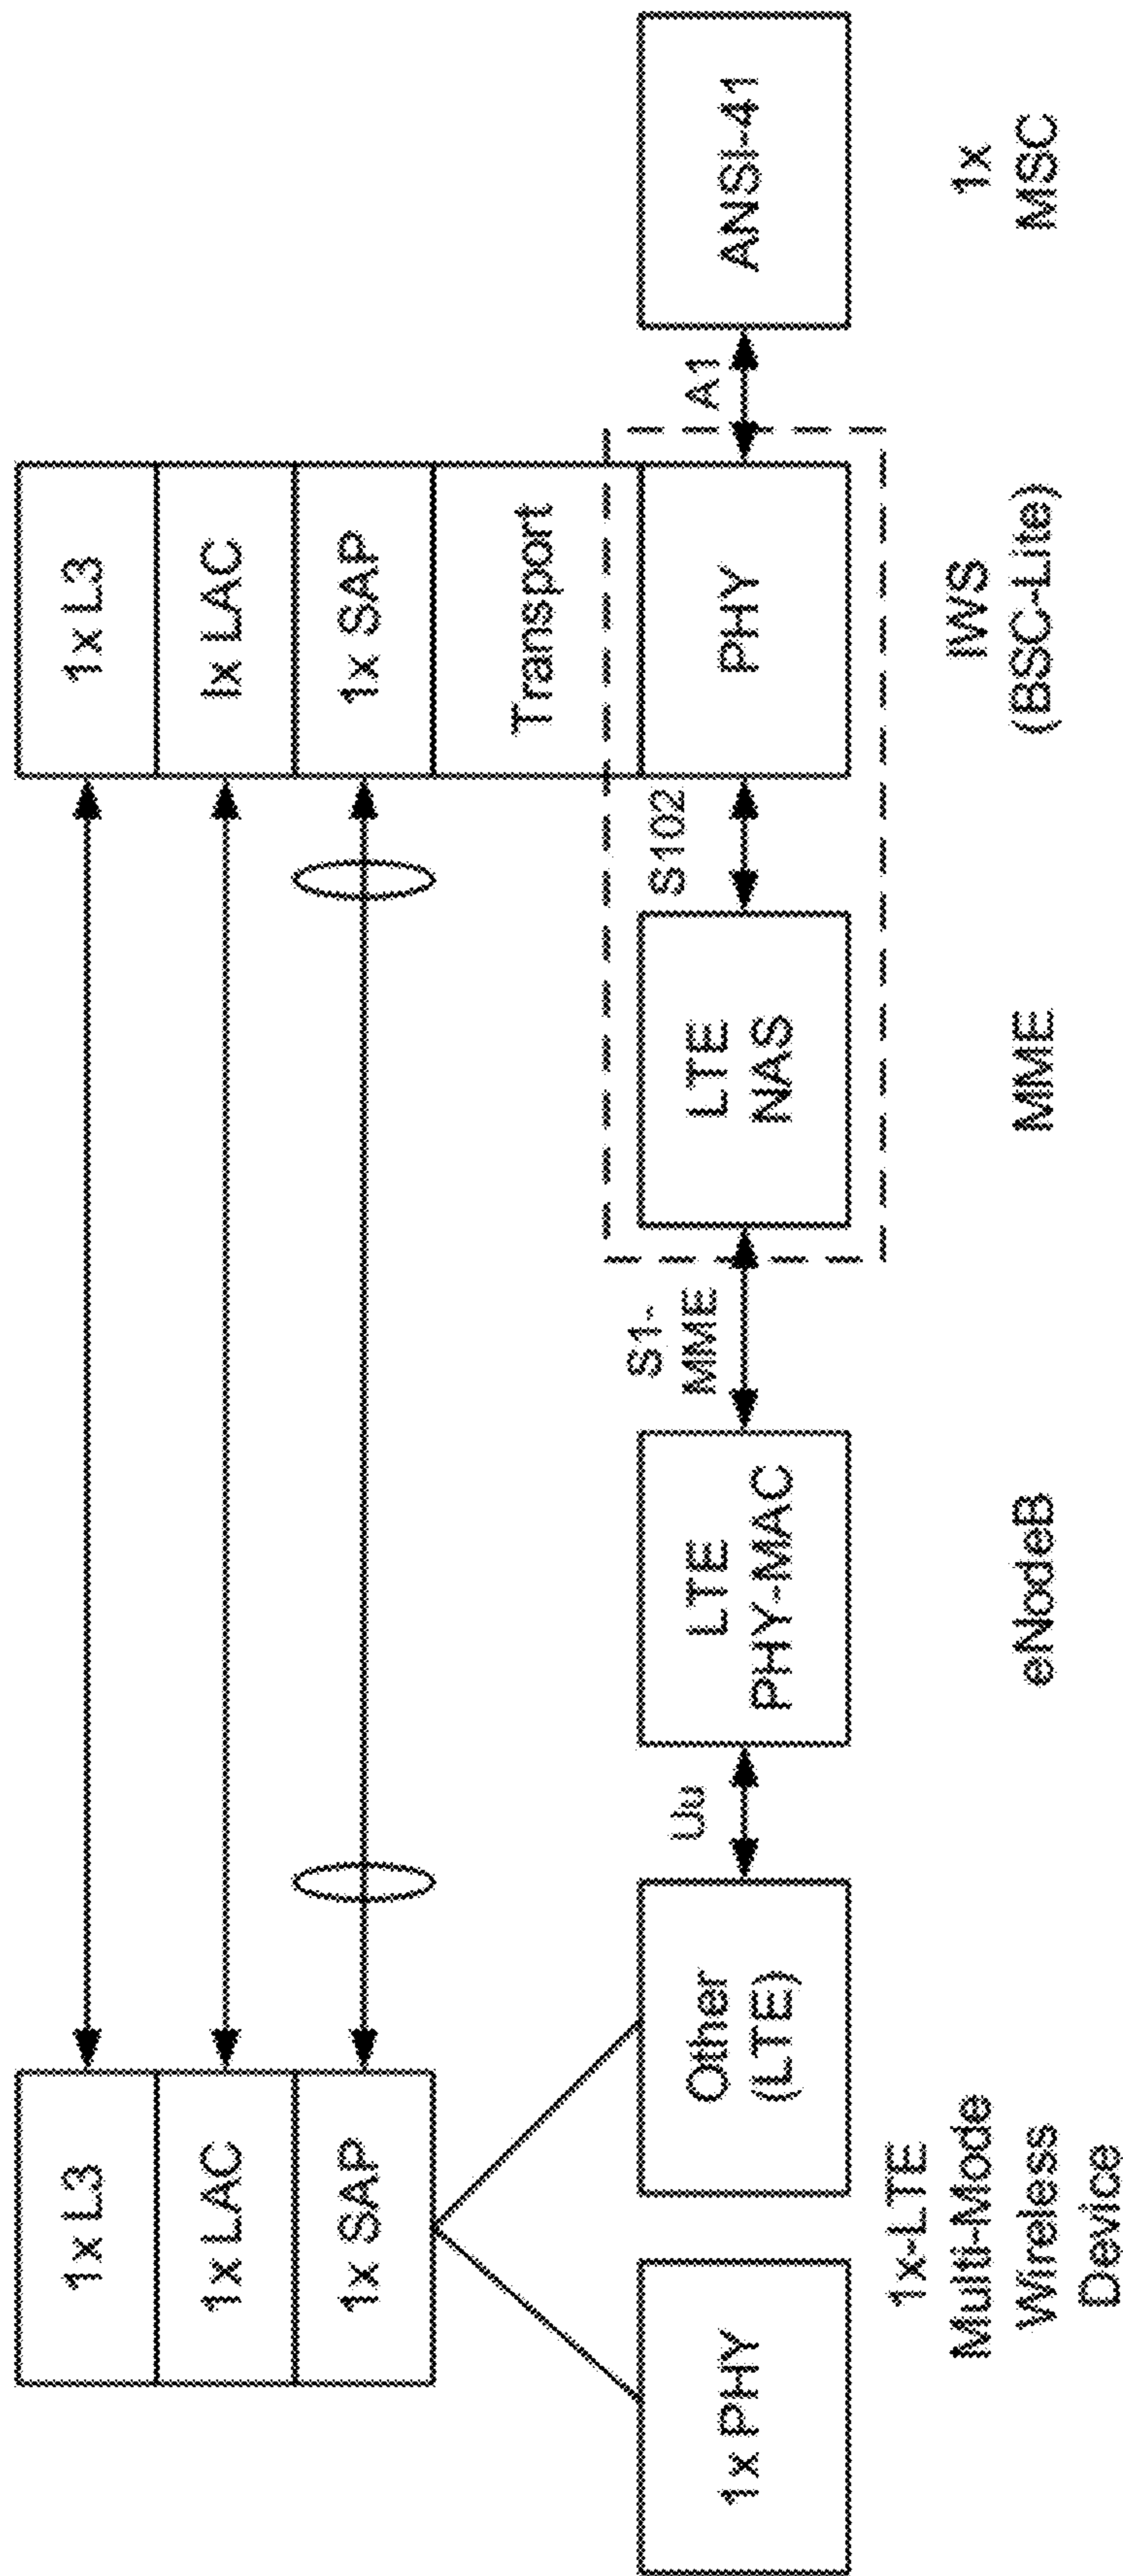 1x L3
1x LAC
1x SAP
1x PHY
Other
(LTE)
1x-LTE
Multi-Mode
Wireless
Device
Uu
LTE
PHY-MAC
eNodeB
S1-
MME
LTE
NAS
MME
S102
1x L3
Ix LAC
1x SAP
Transport
PHY
IWS
(BSC-Lite)
A1
ANSI-41
1x
MSC